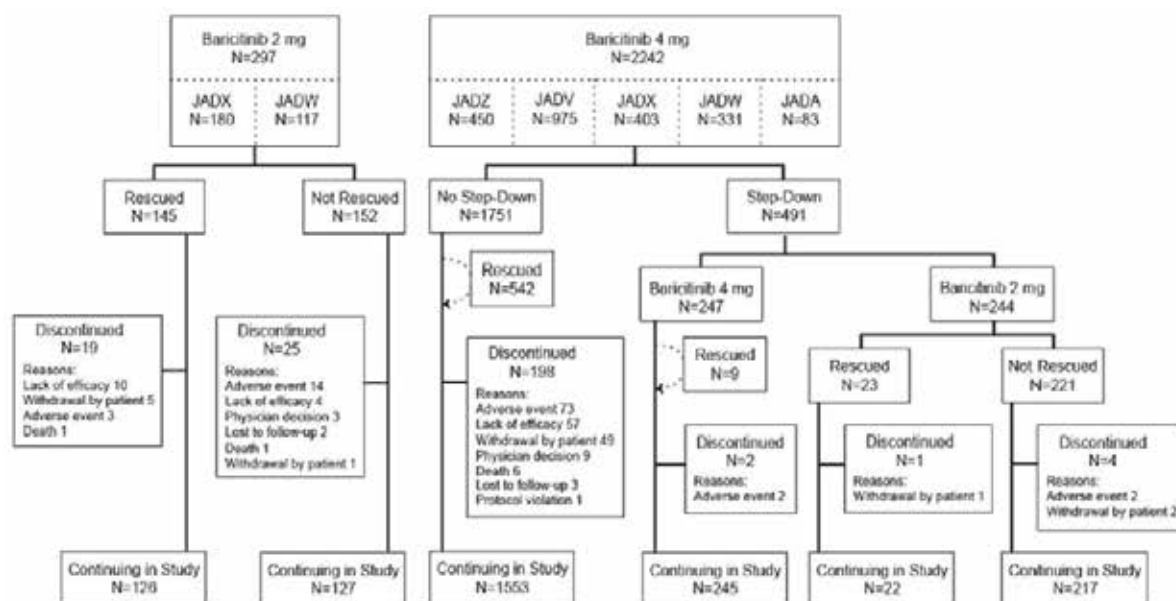 Baricitinib 2 mg
N=297
JADX
N=180
JADW
N=117
Baricitinib 4 mg
N=2242
JADZ
N=450
JADV
N=975
JADX
N=403
JADW
N=331
JADA
N=83
Rescued
N=145
Not Rescued
N=152
No Step-Down
N=1751
Step-Down
N=491
Rescued
N=542
Baricitinib 4 mg
N=247
Baricitinib 2 mg
N=244
Discontinued
N=19
Reasons:
Lack of efficacy 10
Withdrawal by patient 5
Adverse event 3
Death 1
Discontinued
N=25
Reasons:
Adverse event 14
Lack of efficacy 4
Physician decision 3
Lost to follow-up 2
Death 1
Withdrawal by patient 1
Discontinued
N=198
Reasons:
Adverse event 73
Lack of efficacy 57
Withdrawal by patient 49
Physician decision 9
Death 6
Lost to follow-up 3
Protocol violation 1
Rescued
N=9
Rescued
N=23
Not Rescued
N=221
Discontinued
N=2
Reasons:
Adverse event 2
Discontinued
N=1
Reasons:
Withdrawal by patient 1
Discontinued
N=4
Reasons:
Adverse event 2
Withdrawal by patient 2
Continuing in Study
N=126
Continuing in Study
N=127
Continuing in Study
N=1553
Continuing in Study
N=245
Continuing in Study
N=22
Continuing in Study
N=217